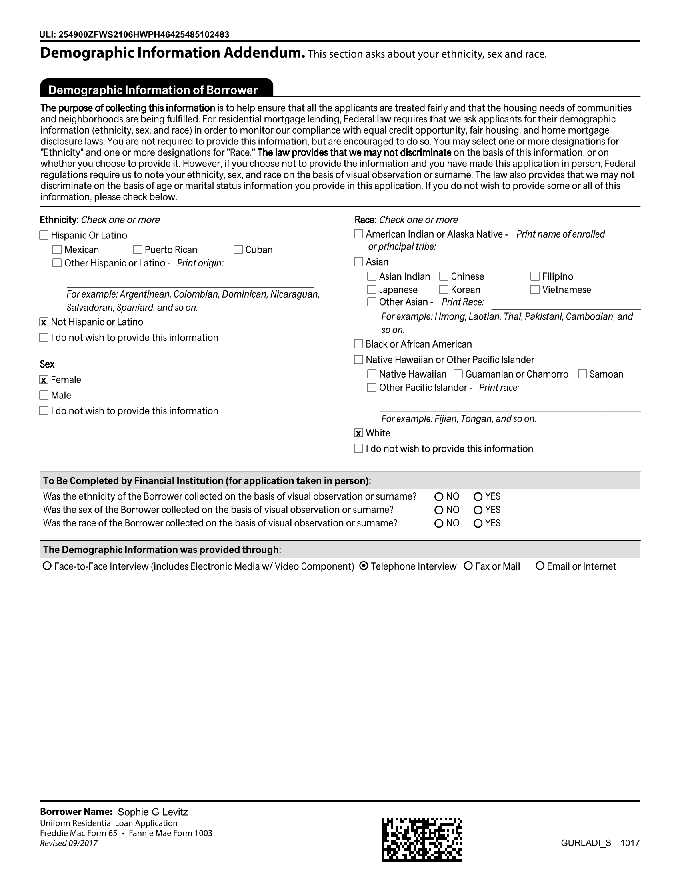 ULI: 254900ZFWS2106HWPH46425485102483
Demographic Information Addendum. This section asks about your ethnicity, sex and race.
Demographic Information of Borrower
The purpose of collecting this information is to help ensure that all the applicants are treated fairly and that the housing needs of communities
and neighborhoods are being fulfilled. For residential mortgage lending, Federal law requires that we ask applicants for their demographic
information (ethnicity, sex, and race) in order to monitor our compliance with equal credit opportunity, fair housing, and home mortgage
disclosure laws. You are not required to provide this information, but are encouraged to do so. You may select one or more designations for
"Ethnicity" and one or more designations for "Race." The law provides that we may not discriminate on the basis of this information, or on
whether you choose to provide it. However, if you choose not to provide the information and you have made this application in person, Federal
regulations require us to note your ethnicity, sex, and race on the basis of visual observation or surname. The law also provides that we may not
discriminate on the basis of age or marital status information you provide in this application. If you do not wish to provide some or all of this
information, please check below.
Ethnicity: Check one or more
Hispanic Or Latino
Mexican Puerto Rican Cuban
Other Hispanic or Latino - Print origin:
For example: Argentinean, Colombian, Dominican, Nicaraguan,
Salvadoran, Spaniard, and so on.
x Not Hispanic or Latino
I do not wish to provide this information
Sex
x Female
Male
I do not wish to provide this information
Race: Check one or more
American Indian or Alaska Native - Print name of enrolled
or principal tribe:
Asian
Asian Indian Chinese Filipino
Japanese Korean Vietnamese
Other Asian - Print Race:
For example: Hmong, Laotian, Thai, Pakistani, Cambodian, and
so on.
Black or African American
Native Hawaiian or Other Pacific Islander
Native Hawaiian Guamanian or Chamorro Samoan
Other Pacific Islander - Print race:
For example: Fijian, Tongan, and so on.
x White
I do not wish to provide this information
To Be Completed by Financial Institution (for application taken in person):
Was the ethnicity of the Borrower collected on the basis of visual observation or surname? NO YES
Was the sex of the Borrower collected on the basis of visual observation or surname? NO YES
Was the race of the Borrower collected on the basis of visual observation or surname? NO YES
The Demographic Information was provided through:
Face-to-Face Interview (includes Electronic Media w/ Video Component) Telephone Interview Fax or Mail Email or Internet
Borrower Name: Sophie G Levitz
Uniform Residential Loan Application
Freddie Mac Form 65 • Fannie Mae Form 1003
Revised 09/2017
GURLADI_S 1017